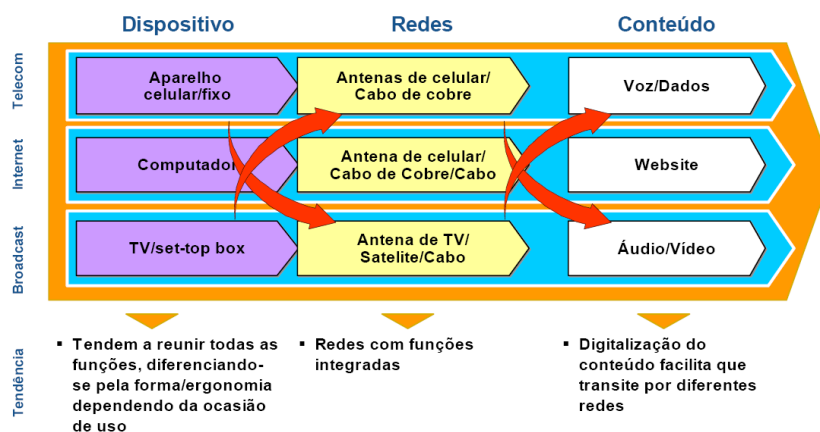 Dispositivo
Redes
Conteúdo
Telecom
Aparelho
celular/fixo
Antenas de celular/
Cabo de cobre
Voz/Dados
Internet
Computador
Antena de celular/
Cabo de Cobre/Cabo
Website
Broadcast
TV/set-top box
Antena de TV/
Satelite/Cabo
Áudio/Vídeo
Tendência
▪ Tendem a reunir todas as
funções, diferenciando-
se pela forma/ergonomia
dependendo da ocasião
de uso
▪ Redes com funções
integradas
▪ Digitalização do
conteúdo facilita que
transite por diferentes
redes